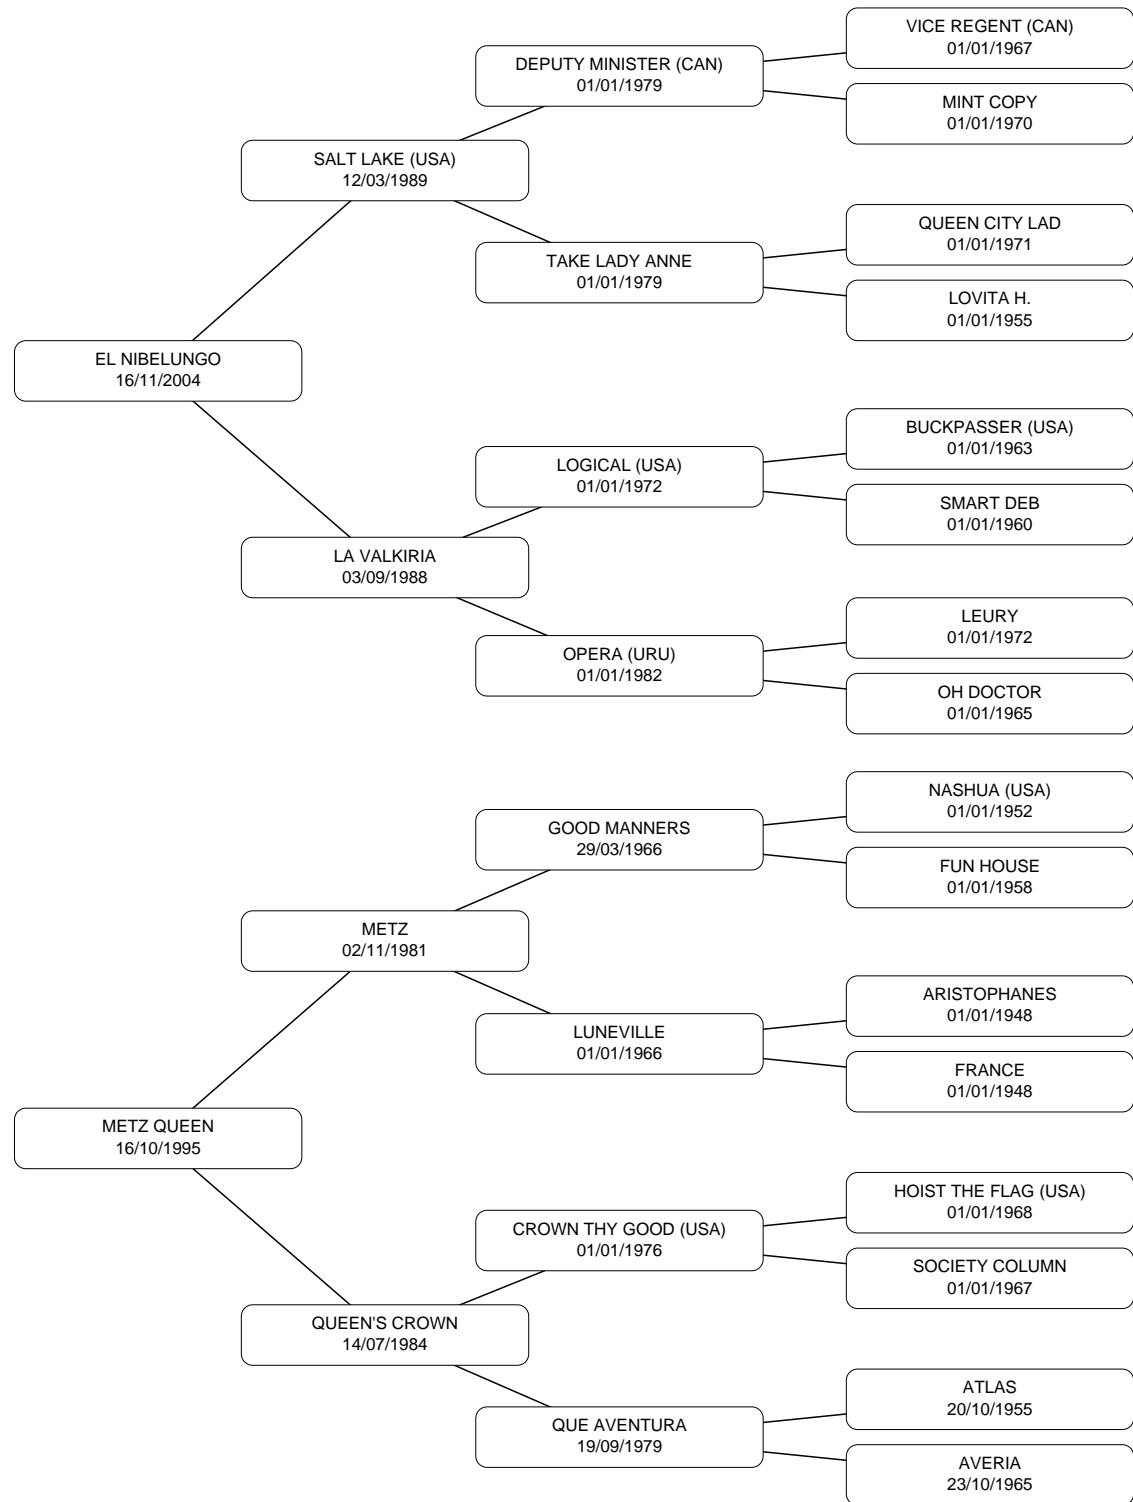 VICE REGENT (CAN)
01/01/1967
DEPUTY MINISTER (CAN)
01/01/1979
MINT COPY
01/01/1970
SALT LAKE (USA)
12/03/1989
QUEEN CITY LAD
01/01/1971
TAKE LADY ANNE
01/01/1979
LOVITA H.
01/01/1955
EL NIBELUNGO
16/11/2004
BUCKPASSER (USA)
01/01/1963
LOGICAL (USA)
01/01/1972
SMART DEB
01/01/1960
LA VALKIRIA
03/09/1988
LEURY
01/01/1972
OPERA (URU)
01/01/1982
OH DOCTOR
01/01/1965
NASHUA (USA)
01/01/1952
GOOD MANNERS
29/03/1966
FUN HOUSE
01/01/1958
METZ
02/11/1981
ARISTOPHANES
01/01/1948
LUNEVILLE
01/01/1966
FRANCE
01/01/1948
METZ QUEEN
16/10/1995
HOIST THE FLAG (USA)
01/01/1968
CROWN THY GOOD (USA)
01/01/1976
SOCIETY COLUMN
01/01/1967
QUEEN'S CROWN
14/07/1984
ATLAS
20/10/1955
QUE AVENTURA
19/09/1979
AVERIA
23/10/1965